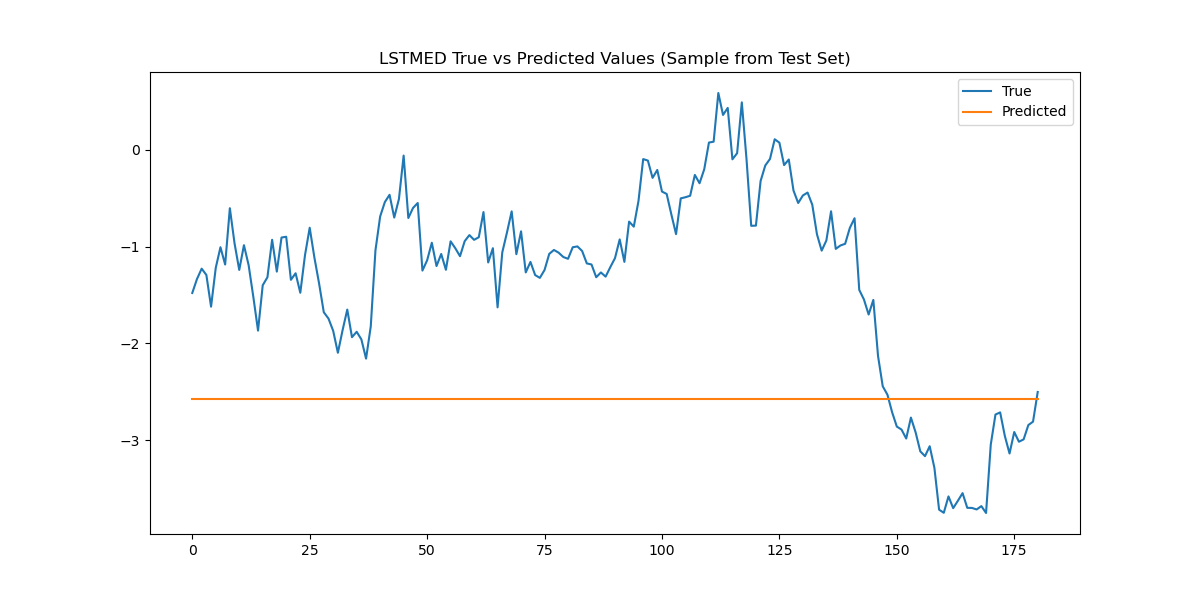 LSTMED True vs Predicted Values (Sample from Test Set)
True
Predicted
0
−1
−2
−3
0 25 50 75 100 125 150 175